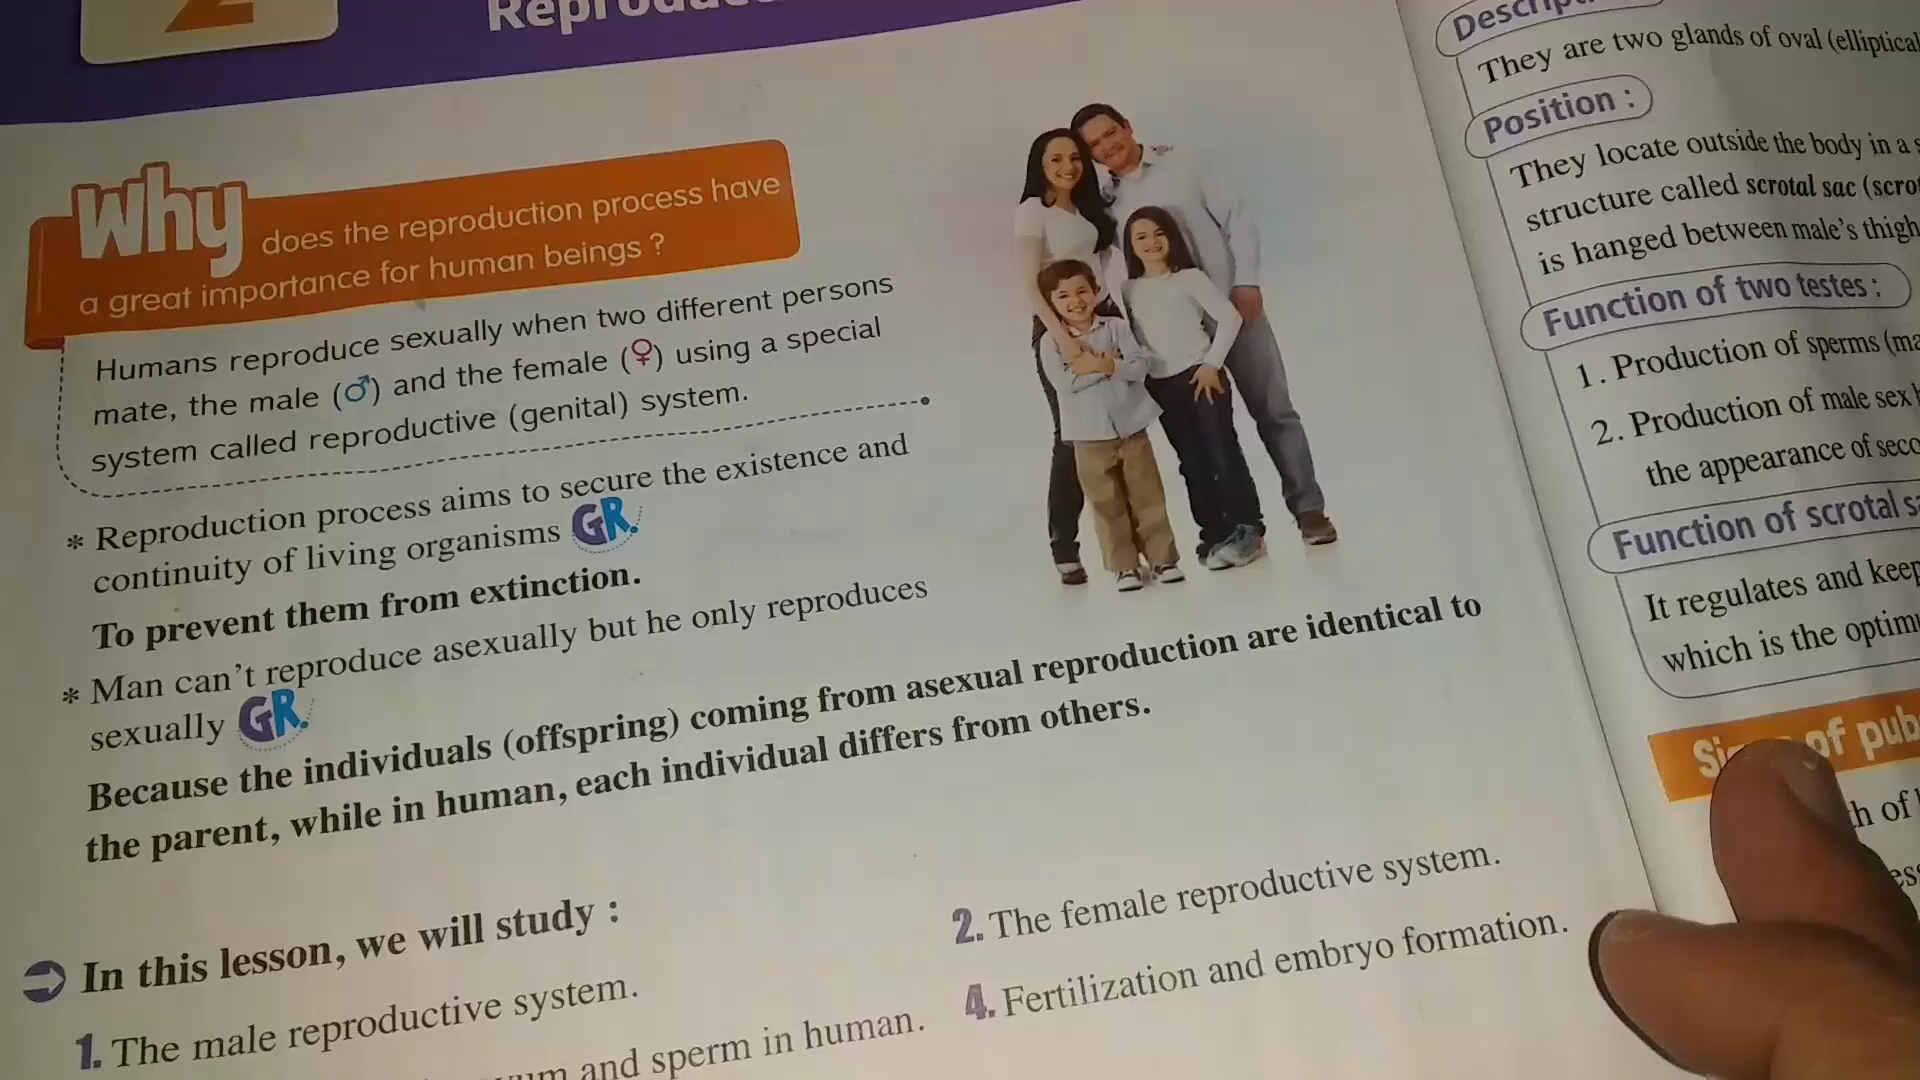 2
Why does the reproduction process have
a great importance for human beings ?
Humans reproduce sexually when two different persons
mate, the male (♂) and the female (♀) using a special
system called reproductive (genital) system.
* Reproduction process aims to secure the existence and
continuity of living organisms GR.
To prevent them from extinction.
* Man can't reproduce asexually but he only reproduces
sexually GR.
Because the individuals (offspring) coming from asexual reproduction are identical to
the parent, while in human, each individual differs from others.
In this lesson, we will study :
1. The male reproductive system.
2. The female reproductive system.
and sperm in human.
4. Fertilization and embryo formation.
They are two glands of oval (elliptical
Position :
They locate outside the body in a
structure called scrotal sac
is hanged between male's
Function of two testes :
1. Production of sperms
2. Production of male sex
the appearance of
Function of scrotal
It regulates and
which is the
of
of